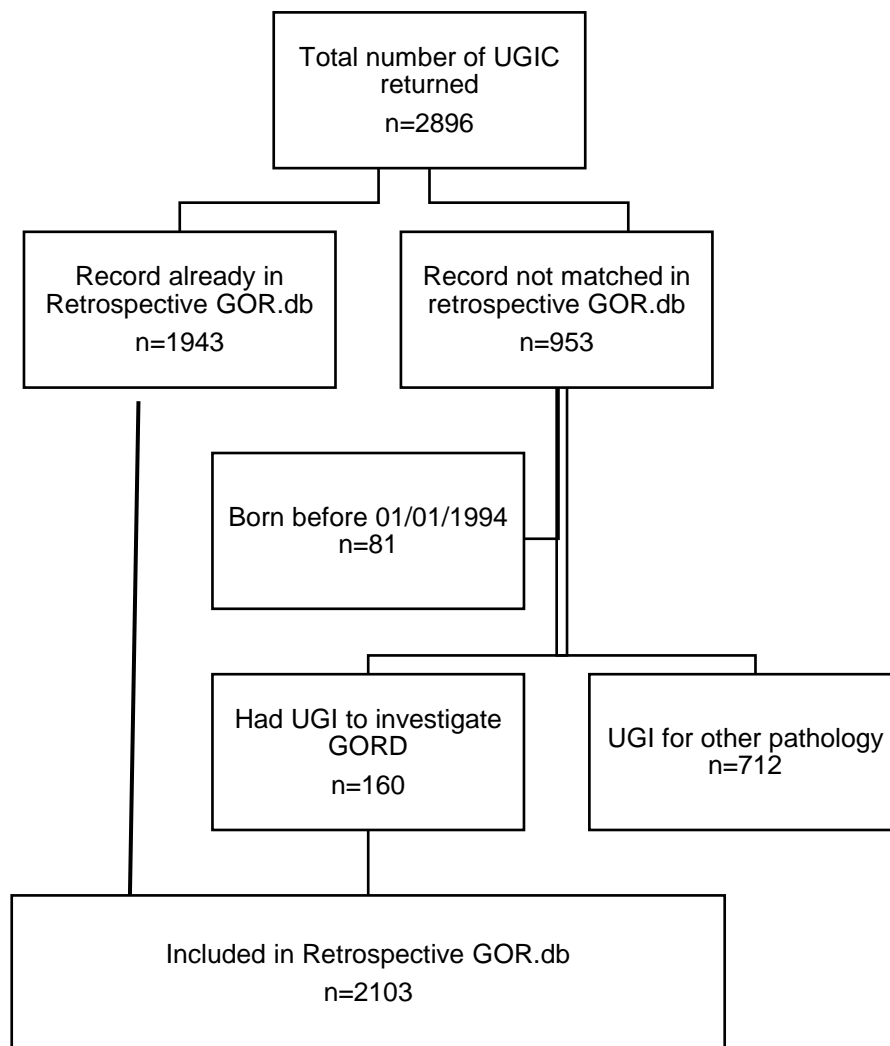 Total number of UGIC
returned
n=2896
Record already in
Retrospective GOR.db
n=1943
Record not matched in
retrospective GOR.db
n=953
Born before 01/01/1994
n=81
Had UGI to investigate
GORD
n=160
UGI for other pathology
n=712
Included in Retrospective GOR.db
n=2103